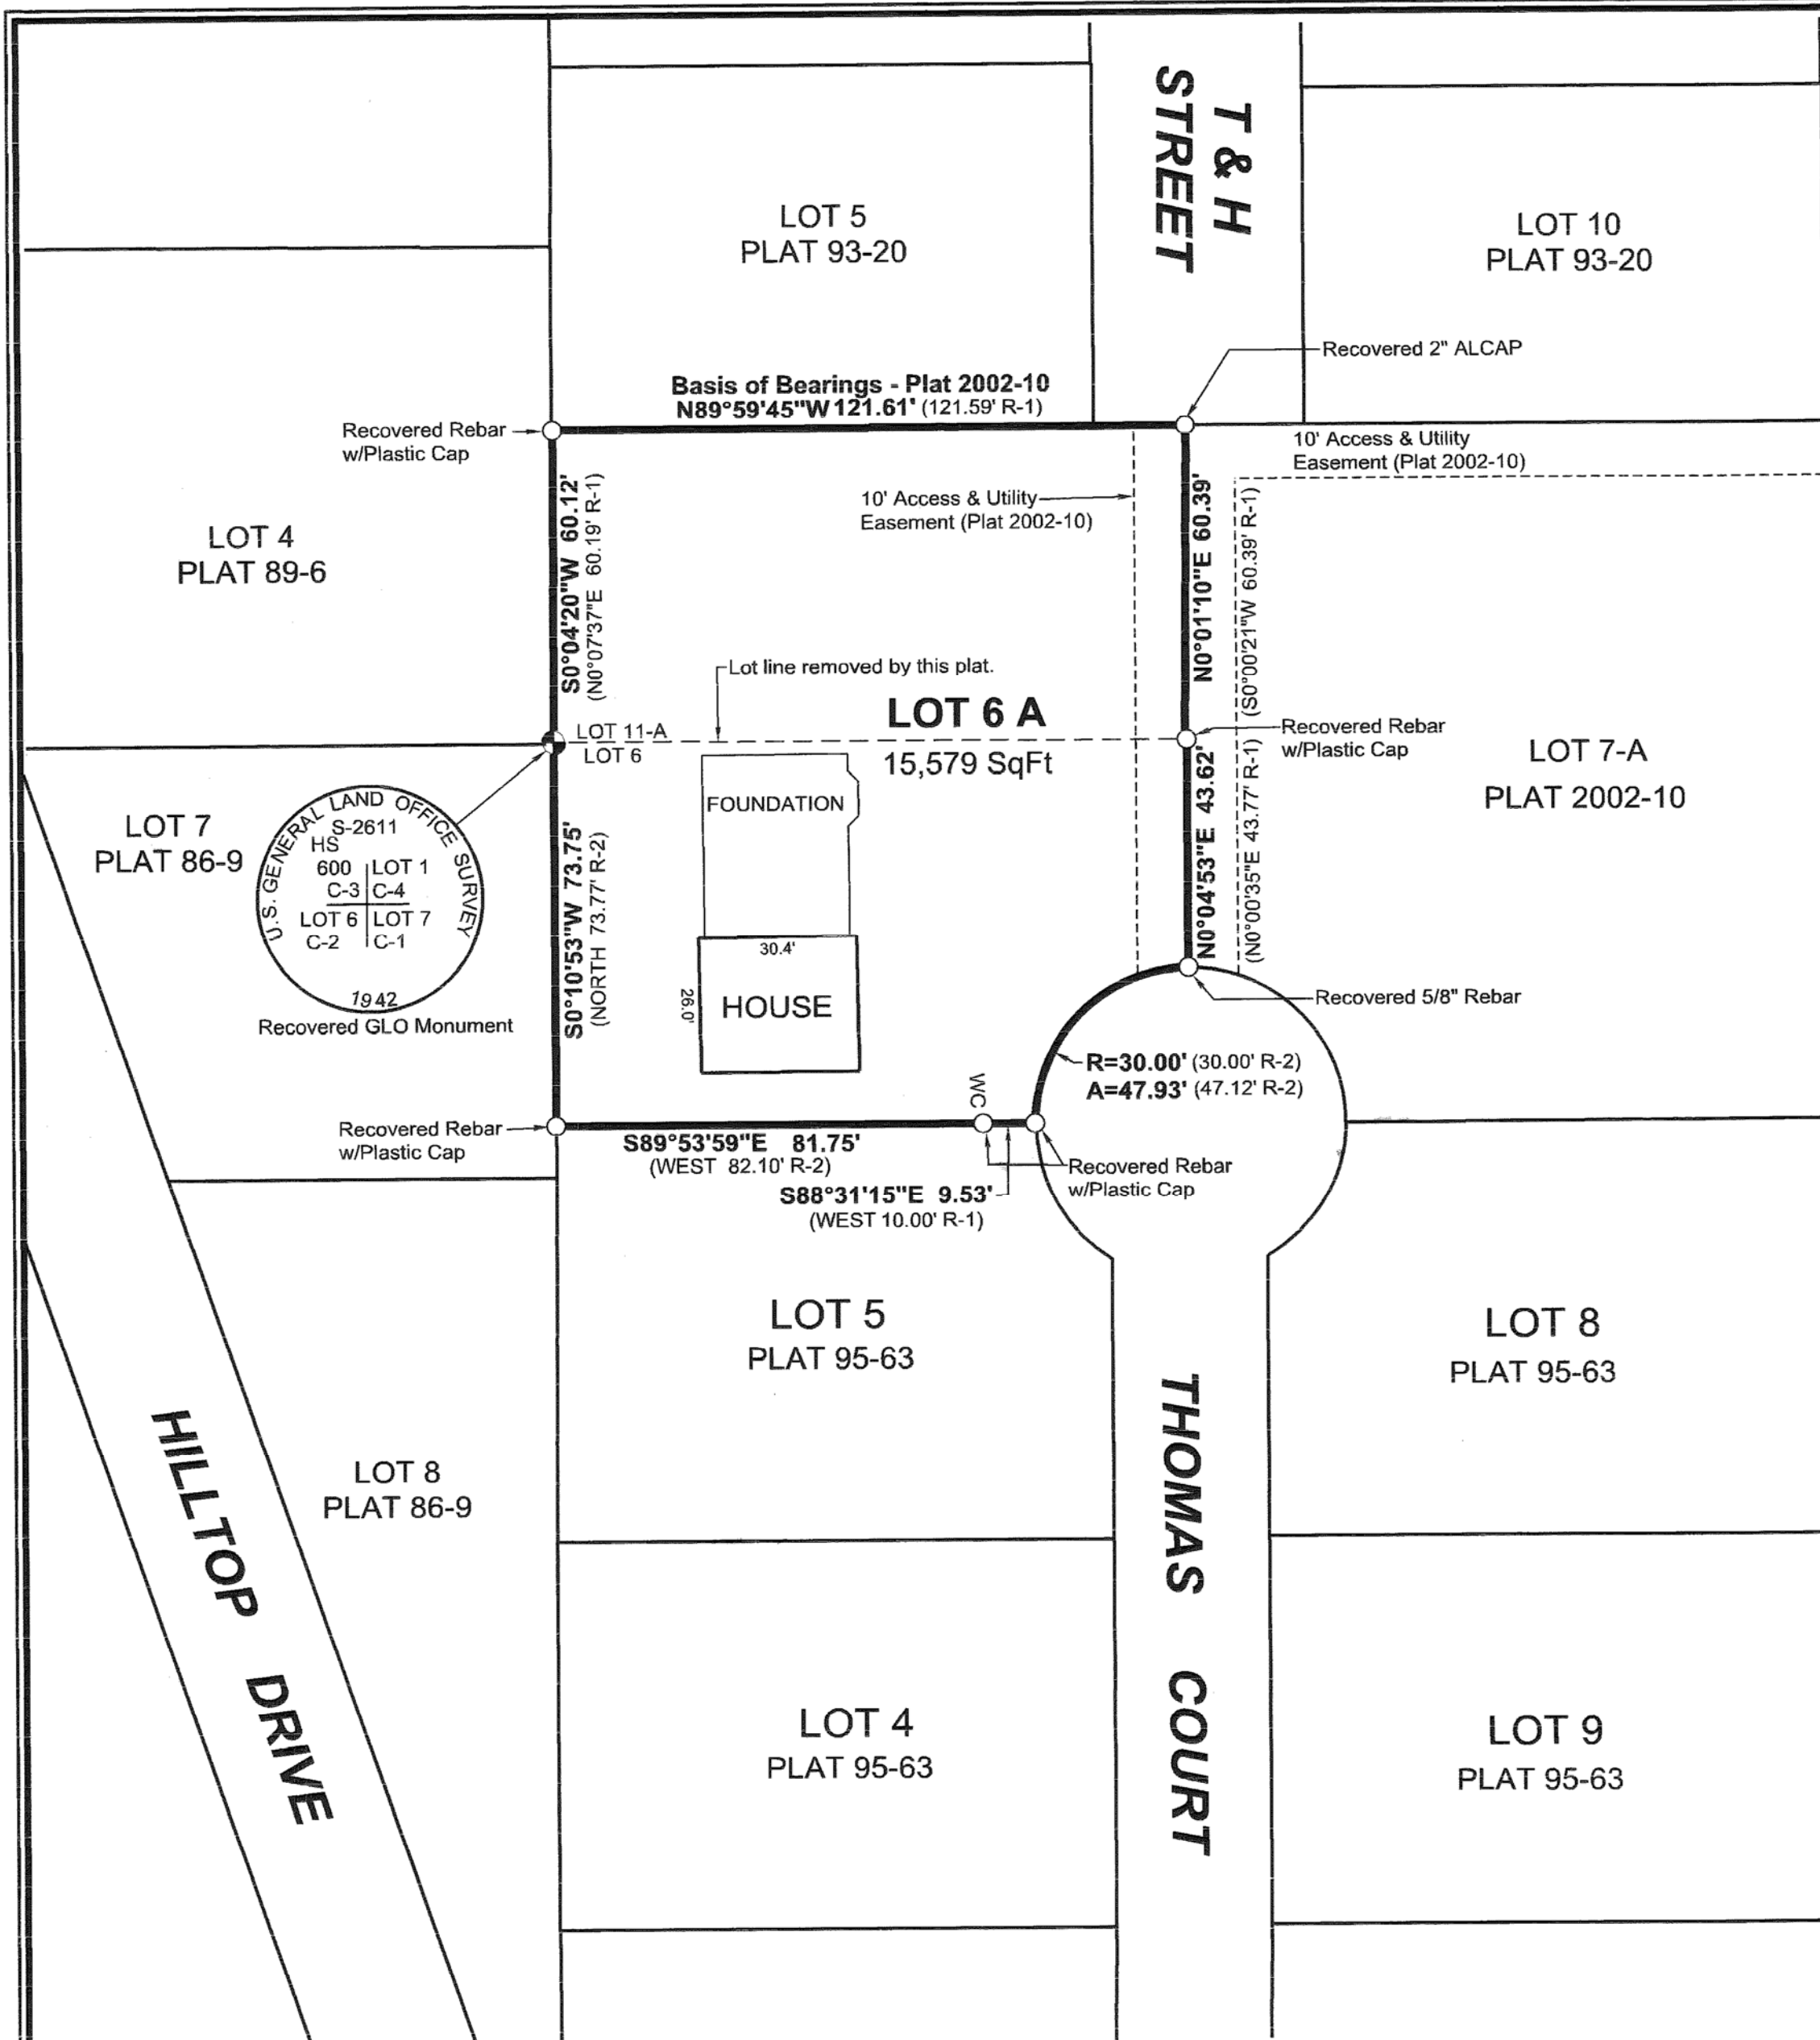 T & H
STREET
LOT 5
PLAT 93-20
LOT 10
PLAT 93-20
Recovered 2" ALCAP
Basis of Bearings - Plat 2002-10
N89°59'45"W 121.61' (121.59' R-1)
Recovered Rebar
w/Plastic Cap
10' Access & Utility
Easement (Plat 2002-10)
10' Access & Utility
Easement (Plat 2002-10)
LOT 4
PLAT 89-6
S0°04'20"W 60.12'
(N0°07'37"E 60.19' R-1)
N0°01'10"E 60.39'
(S0°00'21"W 60.39' R-1)
Lot line removed by this plat.
LOT 6 A
15,579 SqFt
LOT 11-A
LOT 6
Recovered Rebar
w/Plastic Cap
LOT 7-A
PLAT 2002-10
FOUNDATION
LOT 7
PLAT 86-9
U.S. GENERAL LAND OFFICE SURVEY
S-2611
HS
600 LOT 1
C-3 C-4
LOT 6 LOT 7
C-2 C-1
1942
Recovered GLO Monument
S0°10'53"W 73.75'
(NORTH 73.77' R-2)
N0°04'53"E 43.62'
(N0°00'35"E 43.77' R-1)
30.4'
26.0'
HOUSE
Recovered 5/8" Rebar
R=30.00' (30.00' R-2)
A=47.93' (47.12' R-2)
WC
Recovered Rebar
w/Plastic Cap
S89°53'59"E 81.75'
(WEST 82.10' R-2)
Recovered Rebar
w/Plastic Cap
S88°31'15"E 9.53'
(WEST 10.00' R-1)
LOT 5
PLAT 95-63
LOT 8
PLAT 95-63
HILLTOP DRIVE
LOT 8
PLAT 86-9
THOMAS COURT
LOT 4
PLAT 95-63
LOT 9
PLAT 95-63